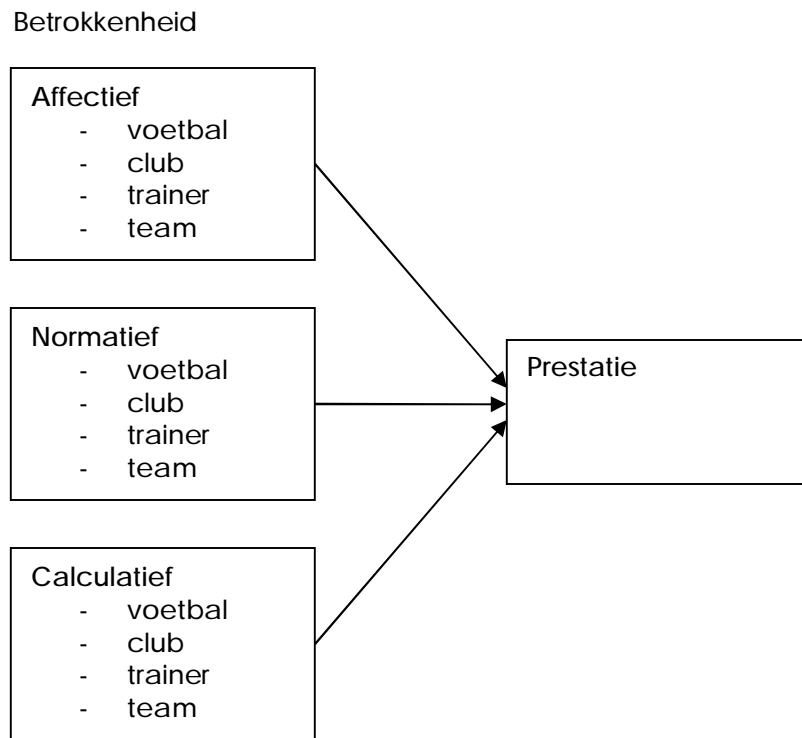 Betrokkenheid
Affectief
- voetbal
- club
- trainer
- team
Normatief
- voetbal
- club
- trainer
- team
Prestatie
Calculatief
- voetbal
- club
- trainer
- team